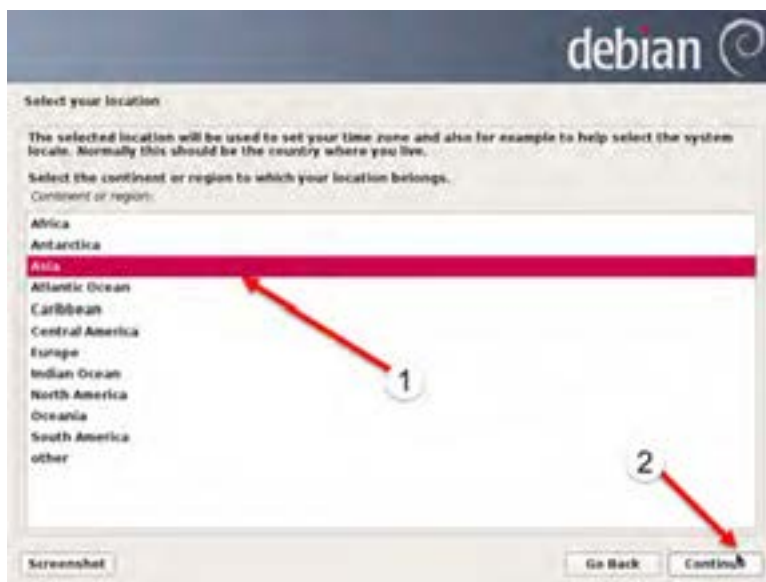 debian
Select your location
The selected location will be used to set your time zone and also for example to help select the system
locale. Normally this should be the country where you live.
Select the continent or region to which your location belongs.
Continent or region:
Africa
Antarctica
Asia
Atlantic Ocean
Caribbean
Central America
Europe
Indian Ocean
North America
Oceania
South America
other
1
2
Screenshot
Go Back
Continue